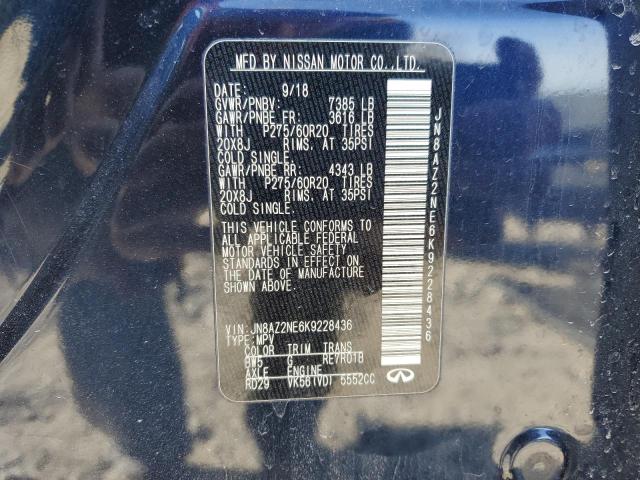 MFD BY NISSAN MOTOR CO.,LTD.
DATE: 9/18
GVWR/PNBV: 7385 LB
GAWR/PNBE FR: 3616 LB
WITH P275/60R20 TIRES
20X8J RIMS. AT 35PSI
COLD SINGLE.
GAWR/PNBE RR: 4343 LB
WITH P275/60R20 TIRES
20X8J RIMS. AT 35PSI
COLD SINGLE.
THIS VEHICLE CONFORMS TO
ALL APPLICABLE FEDERAL
MOTOR VEHICLE SAFETY
STANDARDS IN EFFECT ON
THE DATE OF MANUFACTURE
SHOWN ABOVE.
VIN: JN8AZ2NE6K9228436
TYPE: MPV
COLOR TRIM TRANS
BW5 G RE7R01B
AXLE ENGINE
RD29 VK56(VD) 5552CC
JN8AZ2NE6K9228436
INFINITI